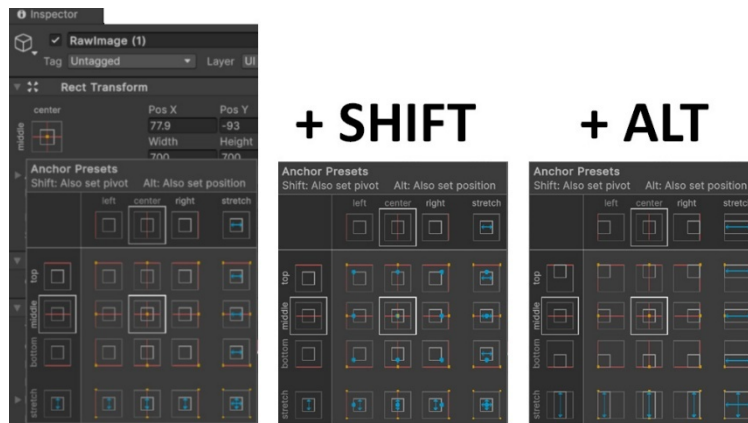 Inspector
RawImage (1)
Tag Untagged Layer UI
Rect Transform
center Pos X Pos Y
middle
77.9 -93
Width Height
700 700
Anchor Presets
Shift: Also set pivot Alt: Also set position
left center right stretch
top
middle
bottom
stretch
+ SHIFT
Anchor Presets
Shift: Also set pivot Alt: Also set position
left center right stretch
top
middle
bottom
stretch
+ ALT
Anchor Presets
Shift: Also set pivot Alt: Also set position
left center right stretc
top
middle
bottom
stretch